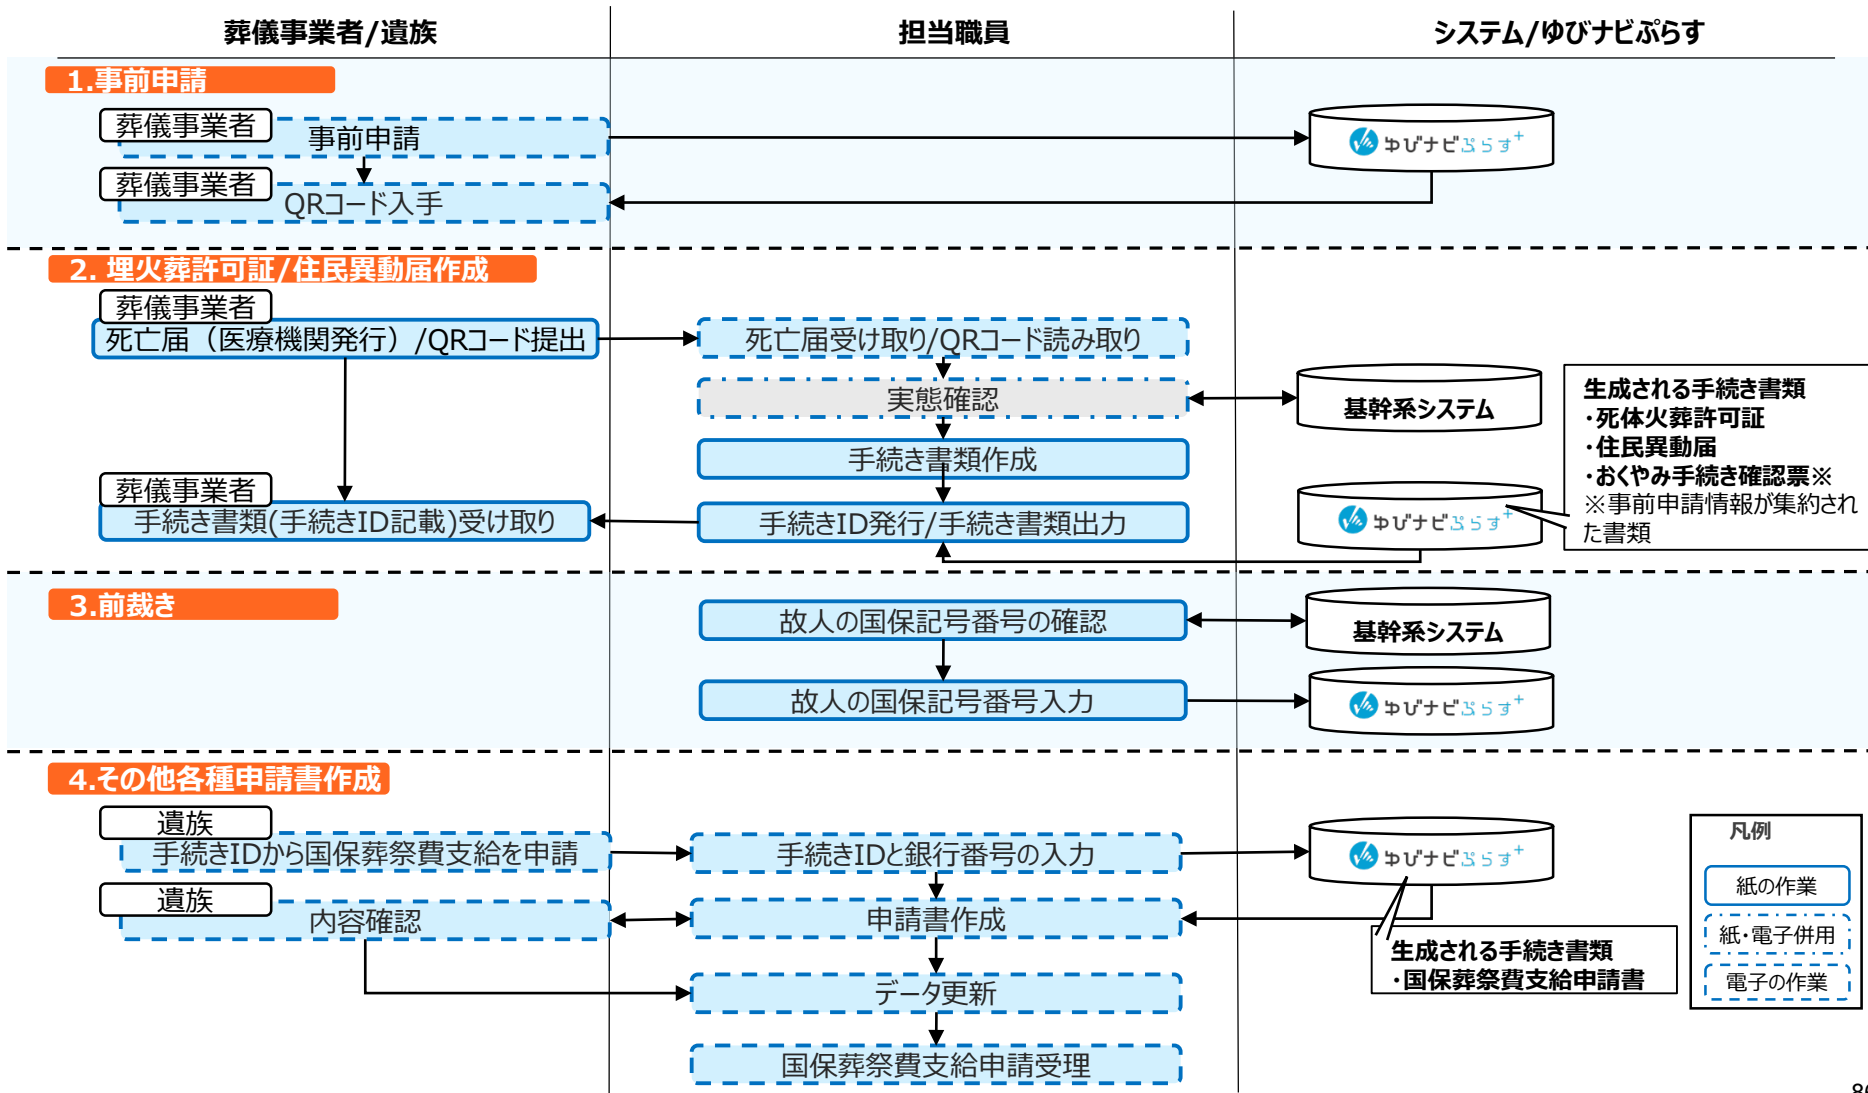 葬儀事業者/遺族
担当職員
システム/ゆびナビぷらす
1.事前申請
葬儀事業者
事前申請
ゆびナビぷらす+
葬儀事業者
QRコード入手
2. 埋火葬許可証/住民異動届作成
葬儀事業者
死亡届（医療機関発行）/QRコード提出
死亡届受け取り/QRコード読み取り
実態確認
基幹系システム
手続き書類作成
葬儀事業者
手続き書類(手続きID記載)受け取り
手続きID発行/手続き書類出力
ゆびナビぷらす+
生成される手続き書類
・死体火葬許可証
・住民異動届
・おくやみ手続き確認票※
※事前申請情報が集約され
た書類
3.前裁き
故人の国保記号番号の確認
基幹系システム
故人の国保記号番号入力
ゆびナビぷらす+
4.その他各種申請書作成
遺族
手続きIDから国保葬祭費支給を申請
手続きIDと銀行番号の入力
ゆびナビぷらす+
遺族
内容確認
申請書作成
生成される手続き書類
・国保葬祭費支給申請書
データ更新
国保葬祭費支給申請受理
凡例
紙の作業
紙・電子併用
電子の作業